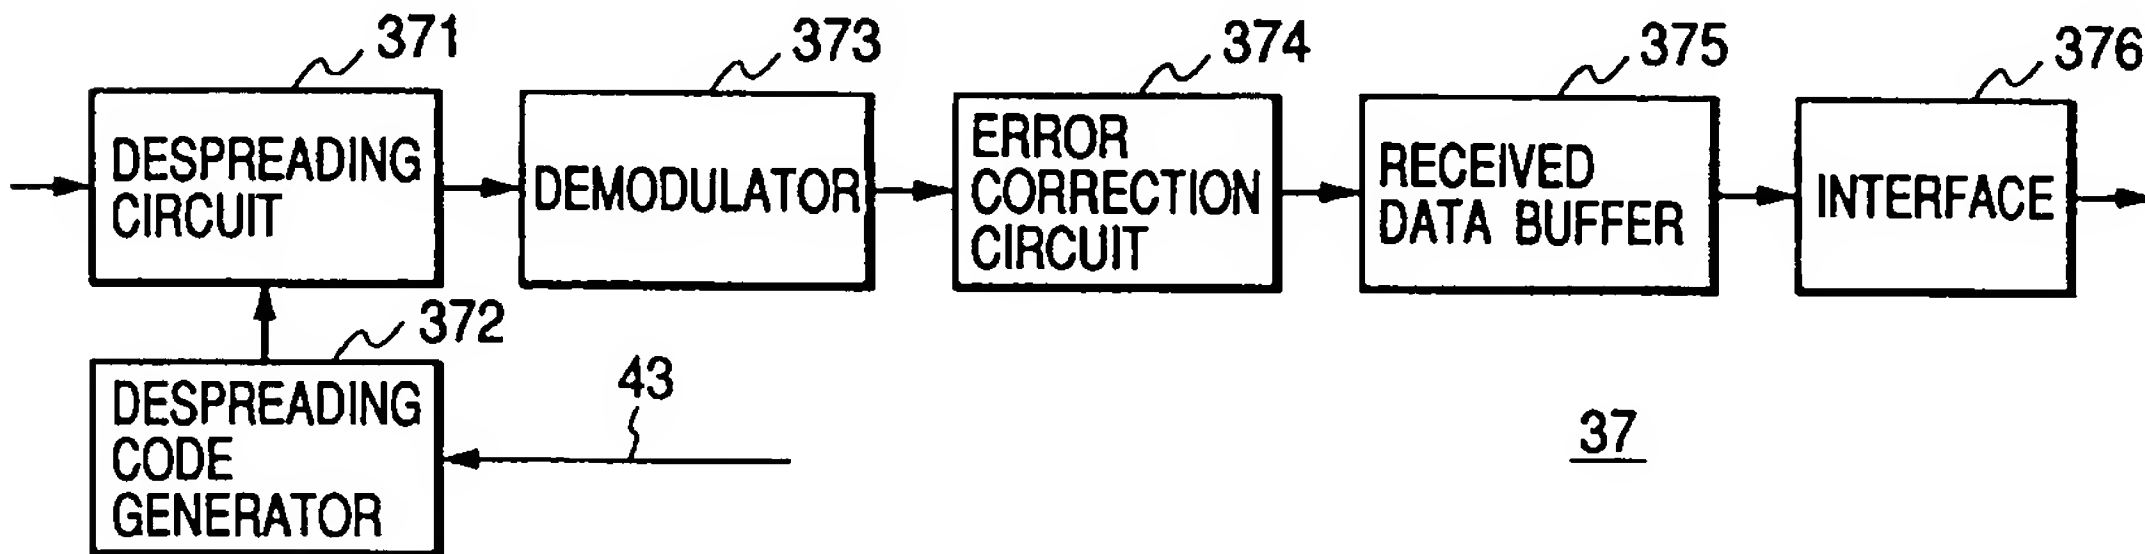 371
373
374
375
376
DESPREADING
CIRCUIT
DEMODULATOR
ERROR
CORRECTION
CIRCUIT
RECEIVED
DATA BUFFER
INTERFACE
372
DESPREADING
CODE
GENERATOR
43
37